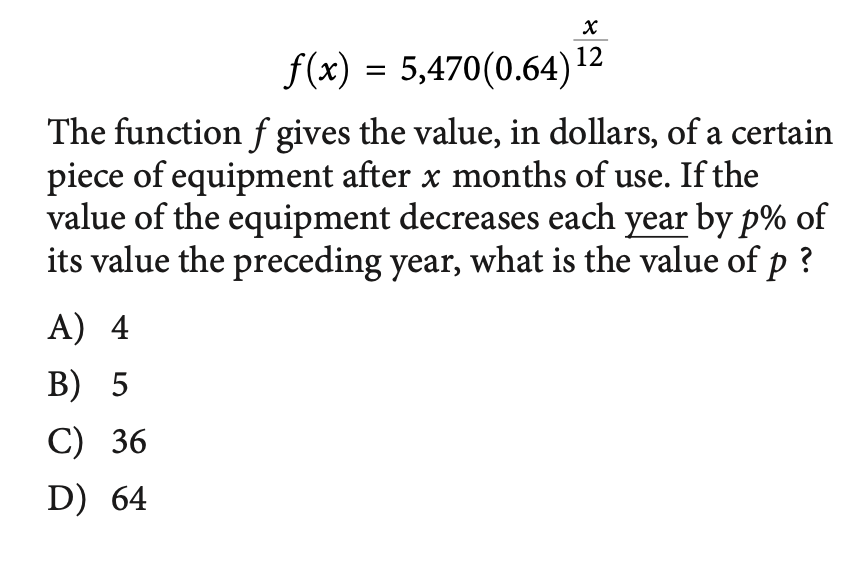 f(x) = 5,470(0.64)^(x/12)
The function f gives the value, in dollars, of a certain
piece of equipment after x months of use. If the
value of the equipment decreases each year by p% of
its value the preceding year, what is the value of p ?
A) 4
B) 5
C) 36
D) 64